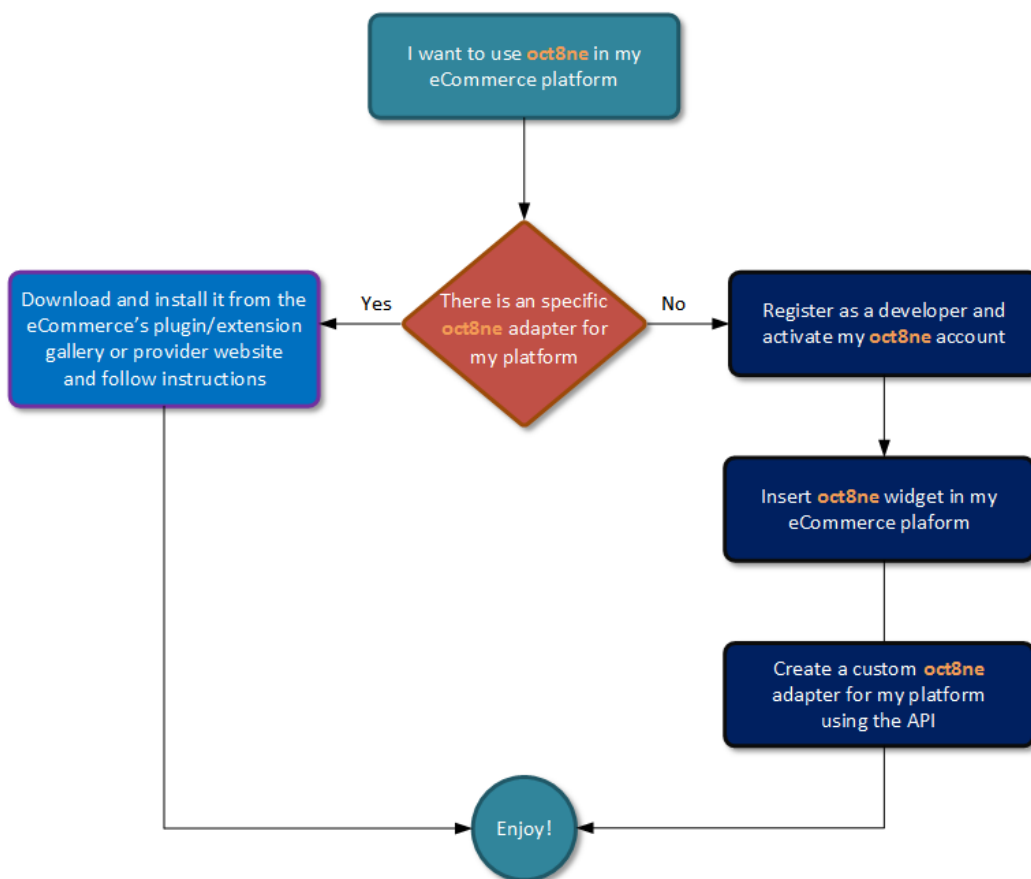 I want to use oct8ne in my
eCommerce platform
There is an specific
oct8ne adapter for
my platform
Yes
No
Download and install it from the
eCommerce’s plugin/extension
gallery or provider website
and follow instructions
Register as a developer and
activate my oct8ne account
Insert oct8ne widget in my
eCommerce plaform
Create a custom oct8ne
adapter for my platform
using the API
Enjoy!